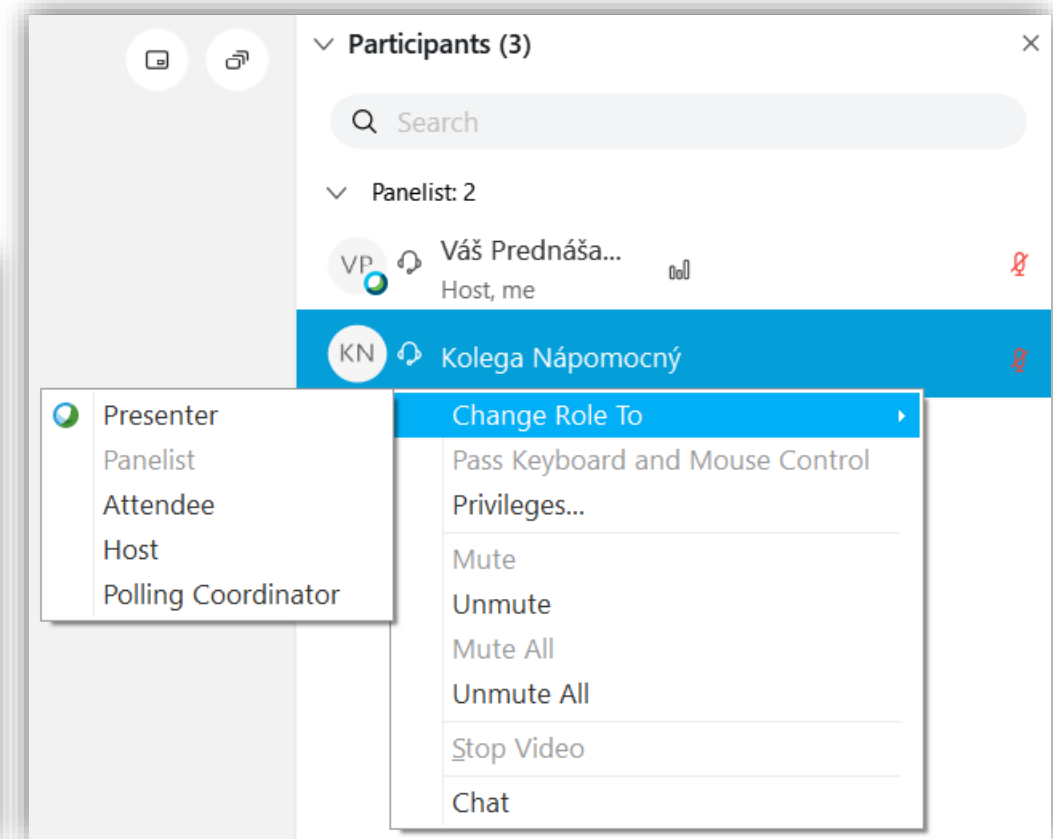 Participants (3)
Search
Panelist: 2
VP
Váš Prednáša...
Host, me
KN
Kolega Nápomocný
Presenter
Panelist
Attendee
Host
Polling Coordinator
Change Role To
Pass Keyboard and Mouse Control
Privileges...
Mute
Unmute
Mute All
Unmute All
Stop Video
Chat